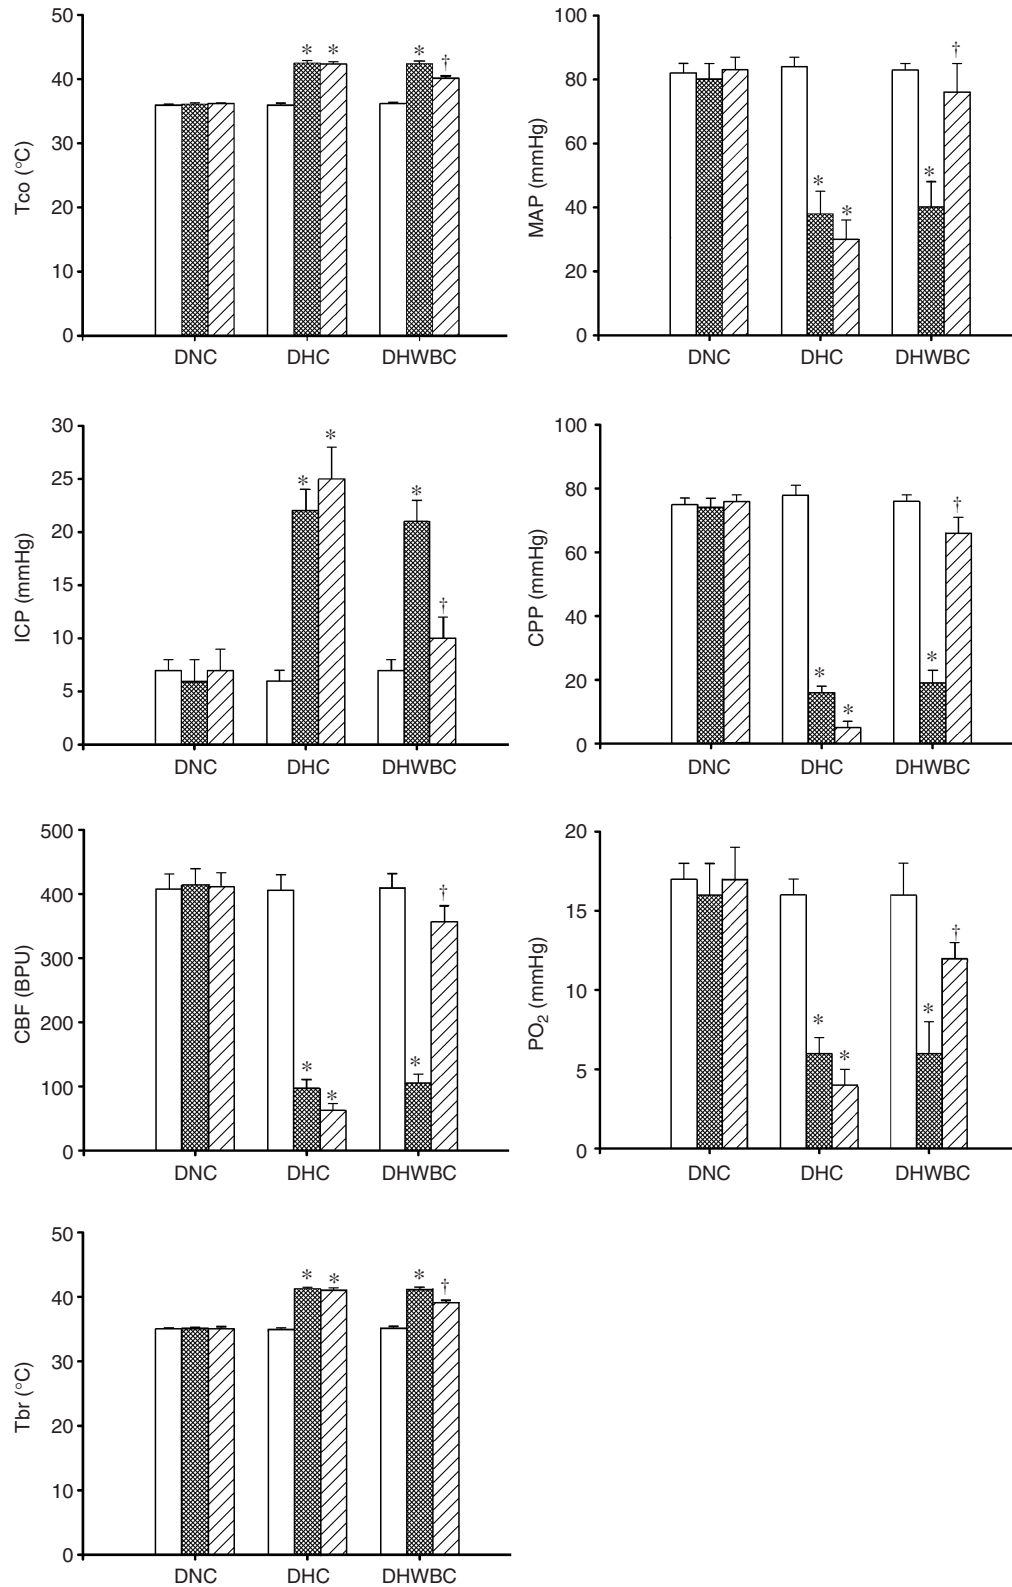 Tco (°C)
50
40
30
20
10
0
* * * †
DNC DHC DHWBC
MAP (mmHg)
100
80
60
40
20
0
* * * †
DNC DHC DHWBC
ICP (mmHg)
30
25
20
15
10
5
0
* * * †
DNC DHC DHWBC
CPP (mmHg)
100
80
60
40
20
0
* * * †
DNC DHC DHWBC
CBF (BPU)
500
400
300
200
100
0
* * * †
DNC DHC DHWBC
PO₂ (mmHg)
20
15
10
5
0
* * * †
DNC DHC DHWBC
Tbr (°C)
50
40
30
20
10
0
* * * †
DNC DHC DHWBC